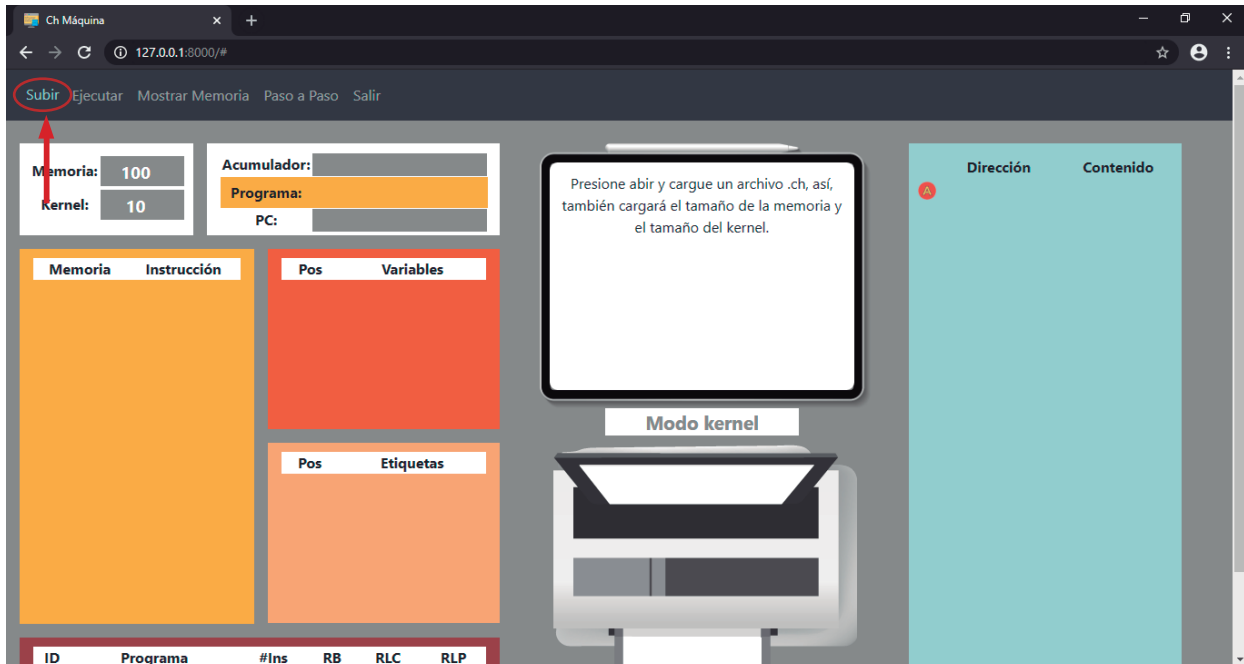 Ch Máquina
127.0.0.1:8000/#
Subir Ejecutar Mostrar Memoria Paso a Paso Salir
Memoria: 100
Kernel: 10
Acumulador:
Programa:
PC:
Memoria Instrucción
Pos Variables
Pos Etiquetas
Presione abir y cargue un archivo .ch, así,
también cargará el tamaño de la memoria y
el tamaño del kernel.
Modo kernel
Dirección Contenido
A
ID Programa #Ins RB RLC RLP